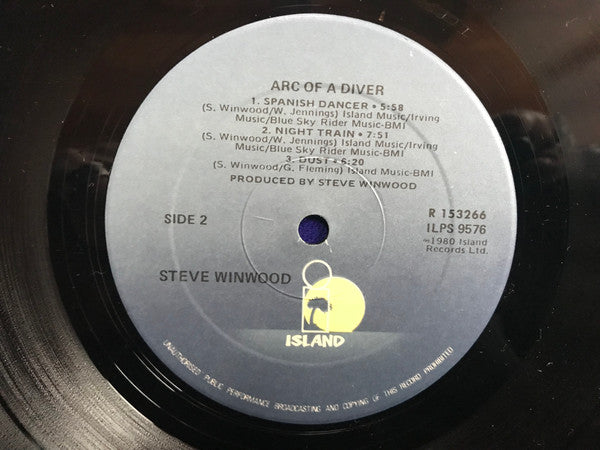 ARC OF A DIVER
1. SPANISH DANCER • 5:58
(S. Winwood/W. Jennings) Island Music/Irving
Music/Blue Sky Rider Music-BMI
2. NIGHT TRAIN • 7:51
(S. Winwood/W. Jennings) Island Music/Irving
Music/Blue Sky Rider Music-BMI
3. DUST • 6:20
(S. Winwood/G. Fleming) Island Music-BMI
PRODUCED BY STEVE WINWOOD
SIDE 2
R 153266
ILPS 9576
℗1980 Island
Records Ltd.
STEVE WINWOOD
ISLAND
UNAUTHORISED PUBLIC PERFORMANCE BROADCASTING AND COPYING OF THIS RECORD PROHIBITED